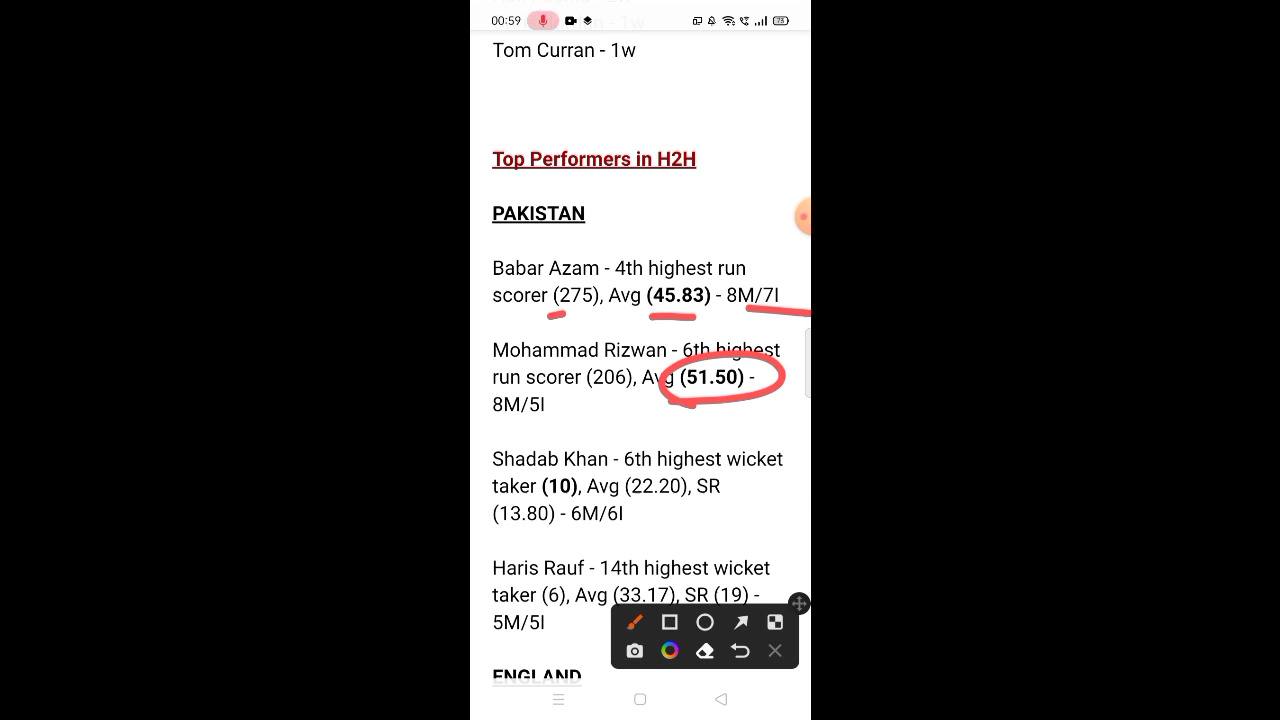 00:59
73
Tom Curran - 1w
Top Performers in H2H
PAKISTAN
Babar Azam - 4th highest run
scorer (275), Avg (45.83) - 8M/7I
Mohammad Rizwan - 6th highest
run scorer (206), Avg (51.50) -
8M/5I
Shadab Khan - 6th highest wicket
taker (10), Avg (22.20), SR
(13.80) - 6M/6I
Haris Rauf - 14th highest wicket
taker (6), Avg (33.17), SR (19) -
5M/5I
ENGLAND